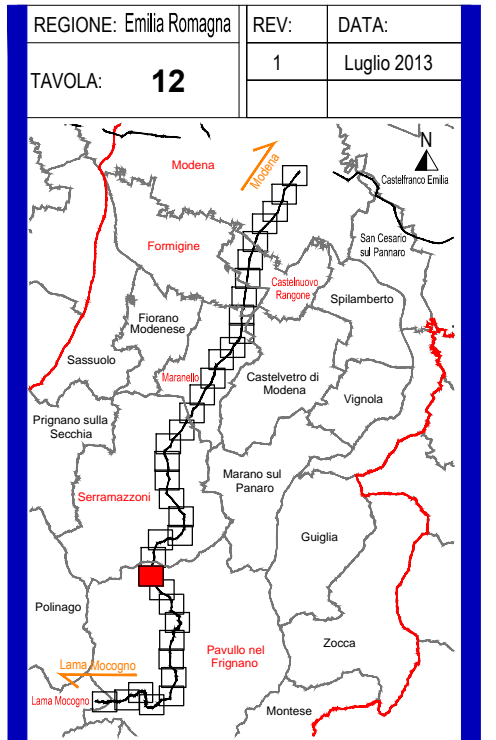 REGIONE: Emilia Romagna
REV:
DATA:
TAVOLA: 12
1
Luglio 2013
Modena
Modena
N
Castelfranco Emilia
San Cesario
sul Pannaro
Formigine
Castelnuovo
Rangone
Spilamberto
Fiorano
Modenese
Sassuolo
Maranello
Castelvetro di
Modena
Vignola
Prignano sulla
Secchia
Marano sul
Panaro
Serramazzoni
Guiglia
Polinago
Pavullo nel
Frignano
Zocca
Lama Mocogno
Lama Mocogno
Montese